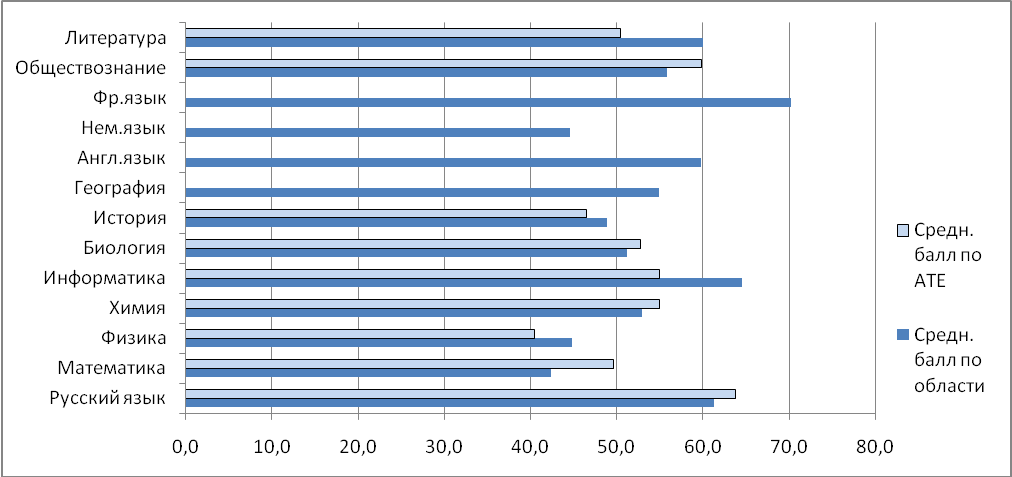 Литература
Обществознание
Фр.язык
Нем.язык
Англ.язык
География
История
Биология
Информатика
Химия
Физика
Математика
Русский язык
0,0 10,0 20,0 30,0 40,0 50,0 60,0 70,0 80,0
Средн.
балл по
АТЕ
Средн.
балл по
области